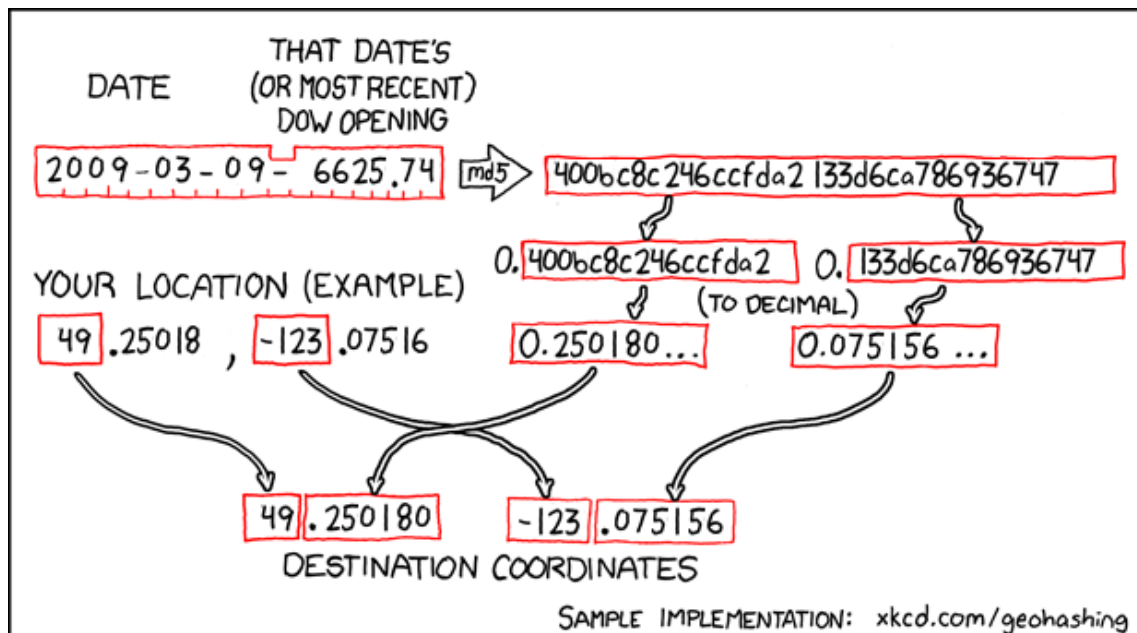 DATE
THAT DATE'S
(OR MOST RECENT)
DOW OPENING
2009-03-09- 6625.74
md5
400bc8c246ccfda2133d6ca786936747
0.400bc8c246ccfda2
0.133d6ca786936747
YOUR LOCATION (EXAMPLE)
(TO DECIMAL)
49.25018, -123.07516
0.250180...
0.075156...
49.250180
-123.075156
DESTINATION COORDINATES
SAMPLE IMPLEMENTATION: xkcd.com/geohashing